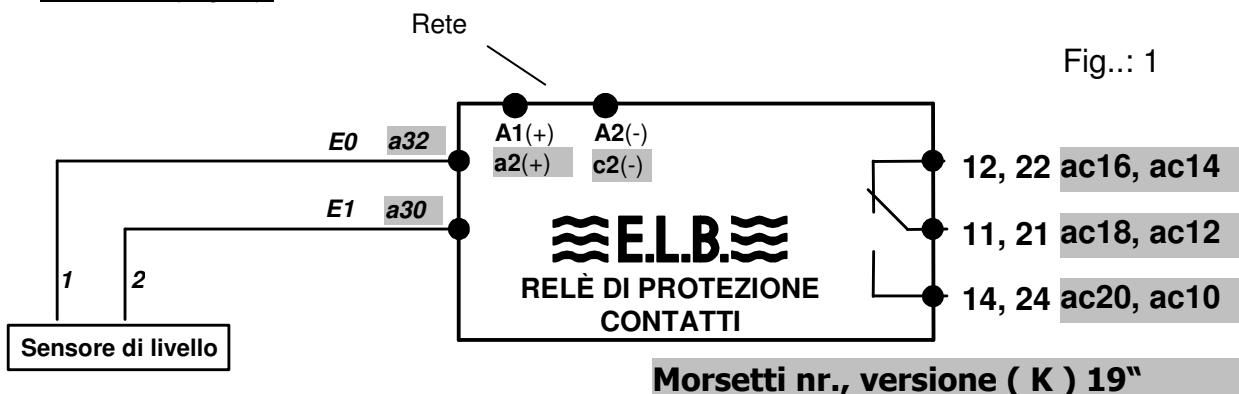 Rete
Fig..: 1
E0 a32
A1(+) A2(-)
a2(+) c2(-)
12, 22 ac16, ac14
E1 a30
E.L.B.
11, 21 ac18, ac12
1 2
RELÈ DI PROTEZIONE
CONTATTI
14, 24 ac20, ac10
Sensore di livello
Morsetti nr., versione ( K ) 19“